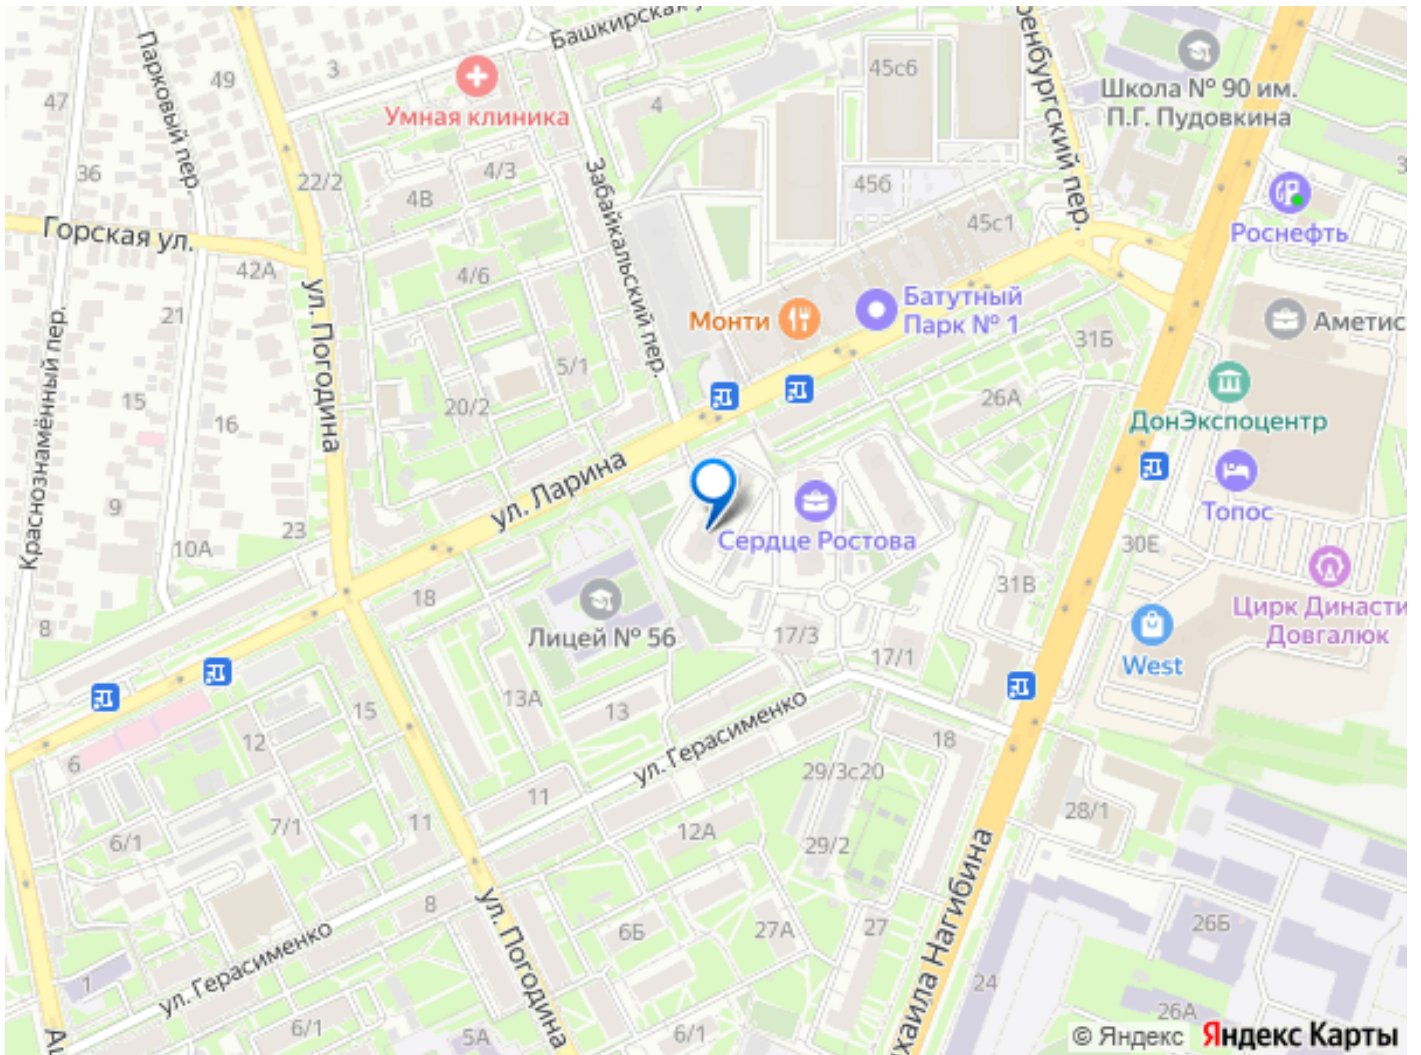 Башкирская у
Парковый пер.
49
3
47
Умная клиника
45с6
4
Оренбургский пер.
Школа № 90 им.
П.Г. Пудовкина
36
22/2
4В
4/3
Забайкальский пер.
456
45с1
Роснефть
Горская ул.
42А
4/6
21
ул. Погодина
Монти
Батутный
Парк № 1
Аметис
31Б
5/1
Краснознамённый пер.
15
16
20/2
26А
ДонЭкспоцентр
ул. Ларина
Топос
9
23
10А
Сердце Ростова
30Е
18
31В
Цирк Династи
Довгалюк
8
Лицей № 56
17/3
17/1
West
13А
13
15
12
6
ул. Герасименко
18
29/3с20
11
7/1
11
6/1
12А
29/2
28/1
хаила Нагибина
8
ул. Погодина
6Б
27А
27
26Б
ул. Герасименко
1
24
26А
6/1
5А
6/1
© Яндекс Яндекс Карты